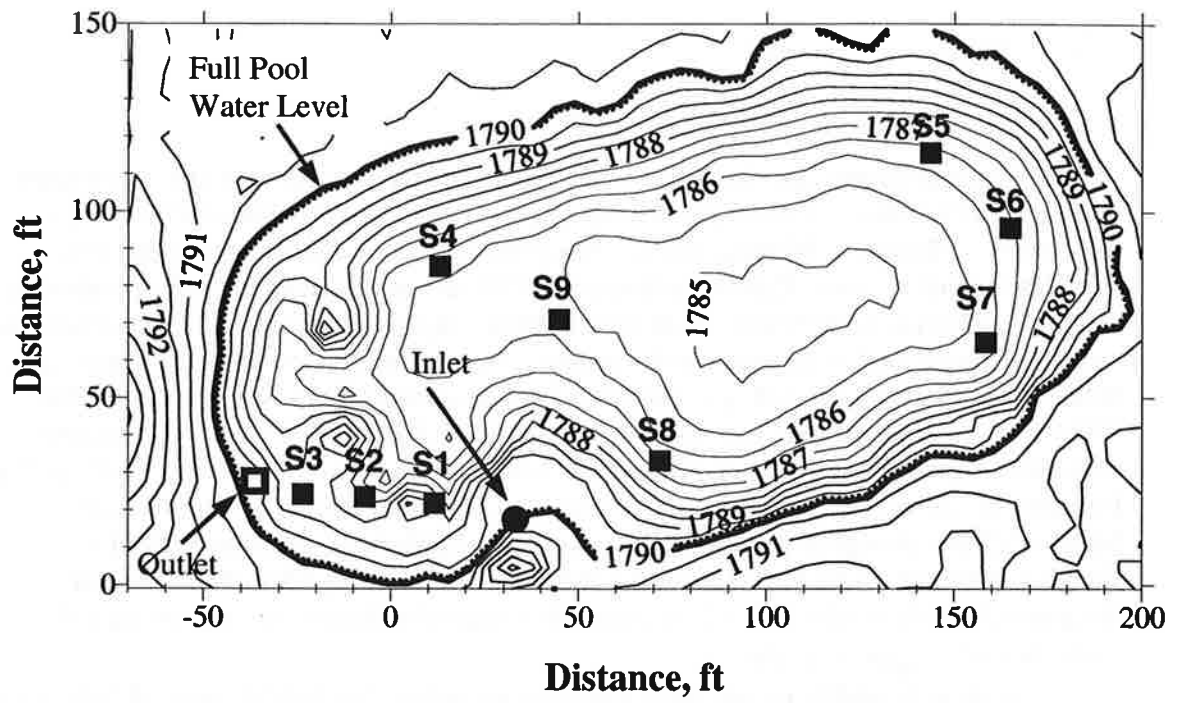 150
Full Pool
Water Level
1790
1789
1788
1787
S5
1786
1789
1790
100
S6
S4
1791
S9
S7
1785
1788
1792
Inlet
50
1788
S8
1786
S3
S2
S1
1787
1789
1790
1791
Outlet
0
-50
0
50
100
150
200
Distance, ft
Distance, ft